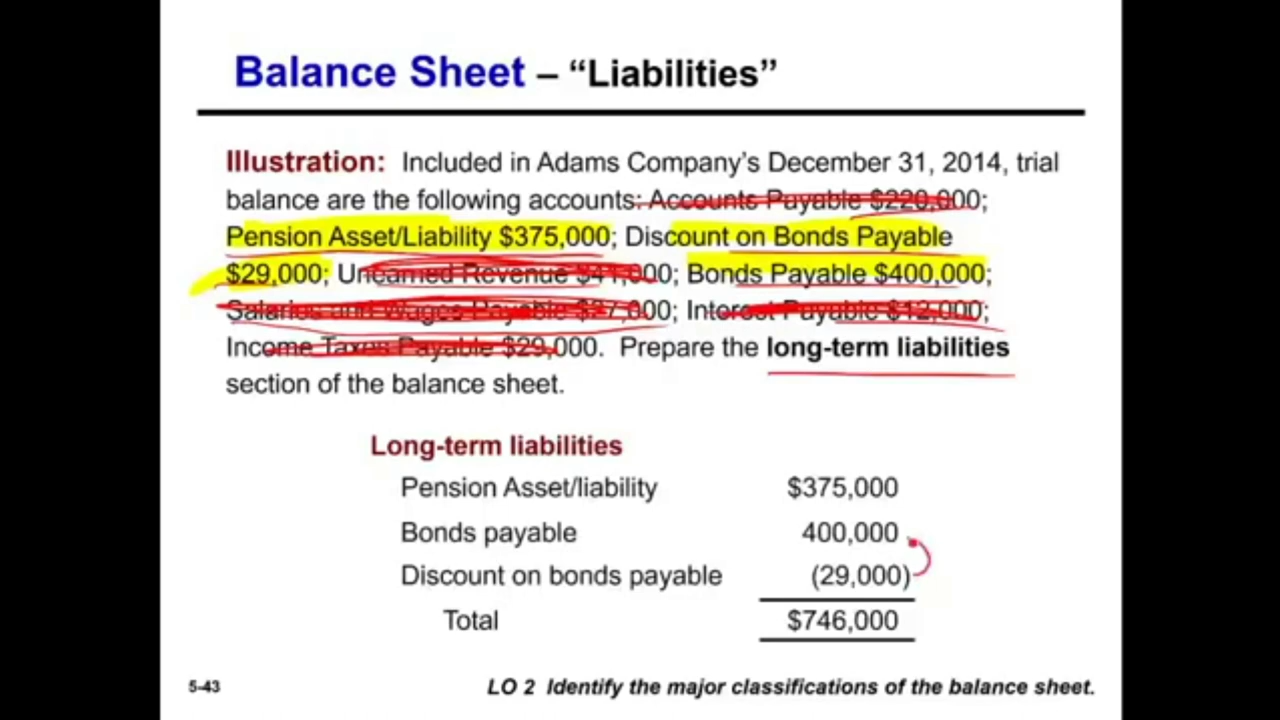 Balance Sheet – “Liabilities”
Illustration: Included in Adams Company’s December 31, 2014, trial
balance are the following accounts: Accounts Payable $220,000;
Pension Asset/Liability $375,000; Discount on Bonds Payable
$29,000; Unearned Revenue $41,000; Bonds Payable $400,000;
Salaries and Wages Payable $27,000; Interest Payable $12,000;
Income Taxes Payable $29,000. Prepare the long-term liabilities
section of the balance sheet.
Long-term liabilities
Pension Asset/liability $375,000
Bonds payable 400,000
Discount on bonds payable (29,000)
Total $746,000
5-43 LO 2 Identify the major classifications of the balance sheet.